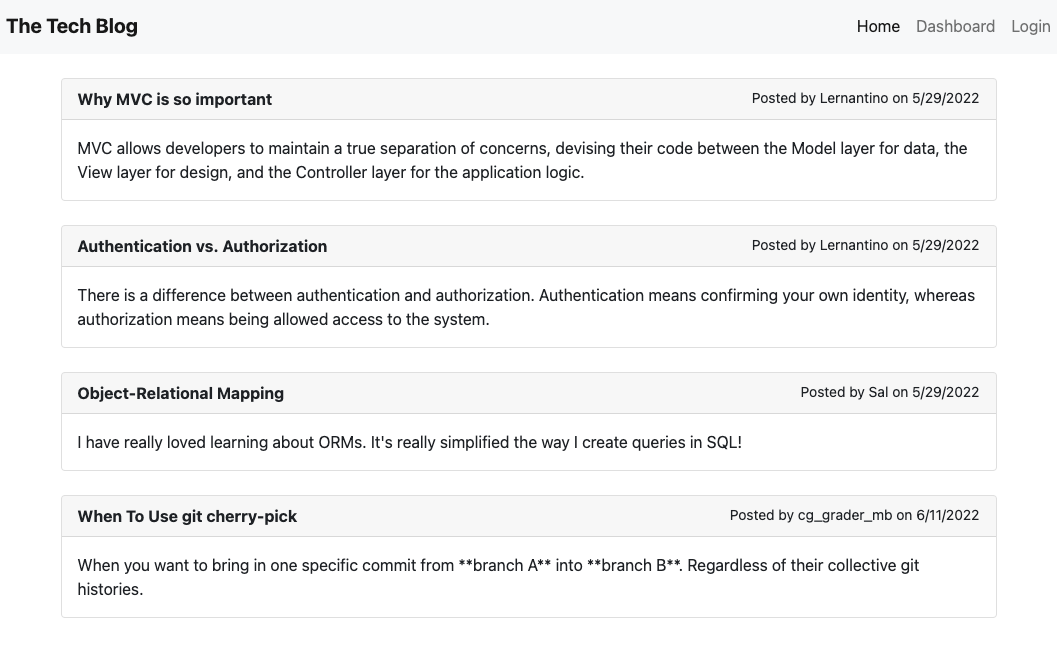 The Tech Blog
Home Dashboard Login
Why MVC is so important
Posted by Lernantino on 5/29/2022
MVC allows developers to maintain a true separation of concerns, devising their code between the Model layer for data, the
View layer for design, and the Controller layer for the application logic.
Authentication vs. Authorization
Posted by Lernantino on 5/29/2022
There is a difference between authentication and authorization. Authentication means confirming your own identity, whereas
authorization means being allowed access to the system.
Object-Relational Mapping
Posted by Sal on 5/29/2022
I have really loved learning about ORMs. It's really simplified the way I create queries in SQL!
When To Use git cherry-pick
Posted by cg_grader_mb on 6/11/2022
When you want to bring in one specific commit from **branch A** into **branch B**. Regardless of their collective git
histories.